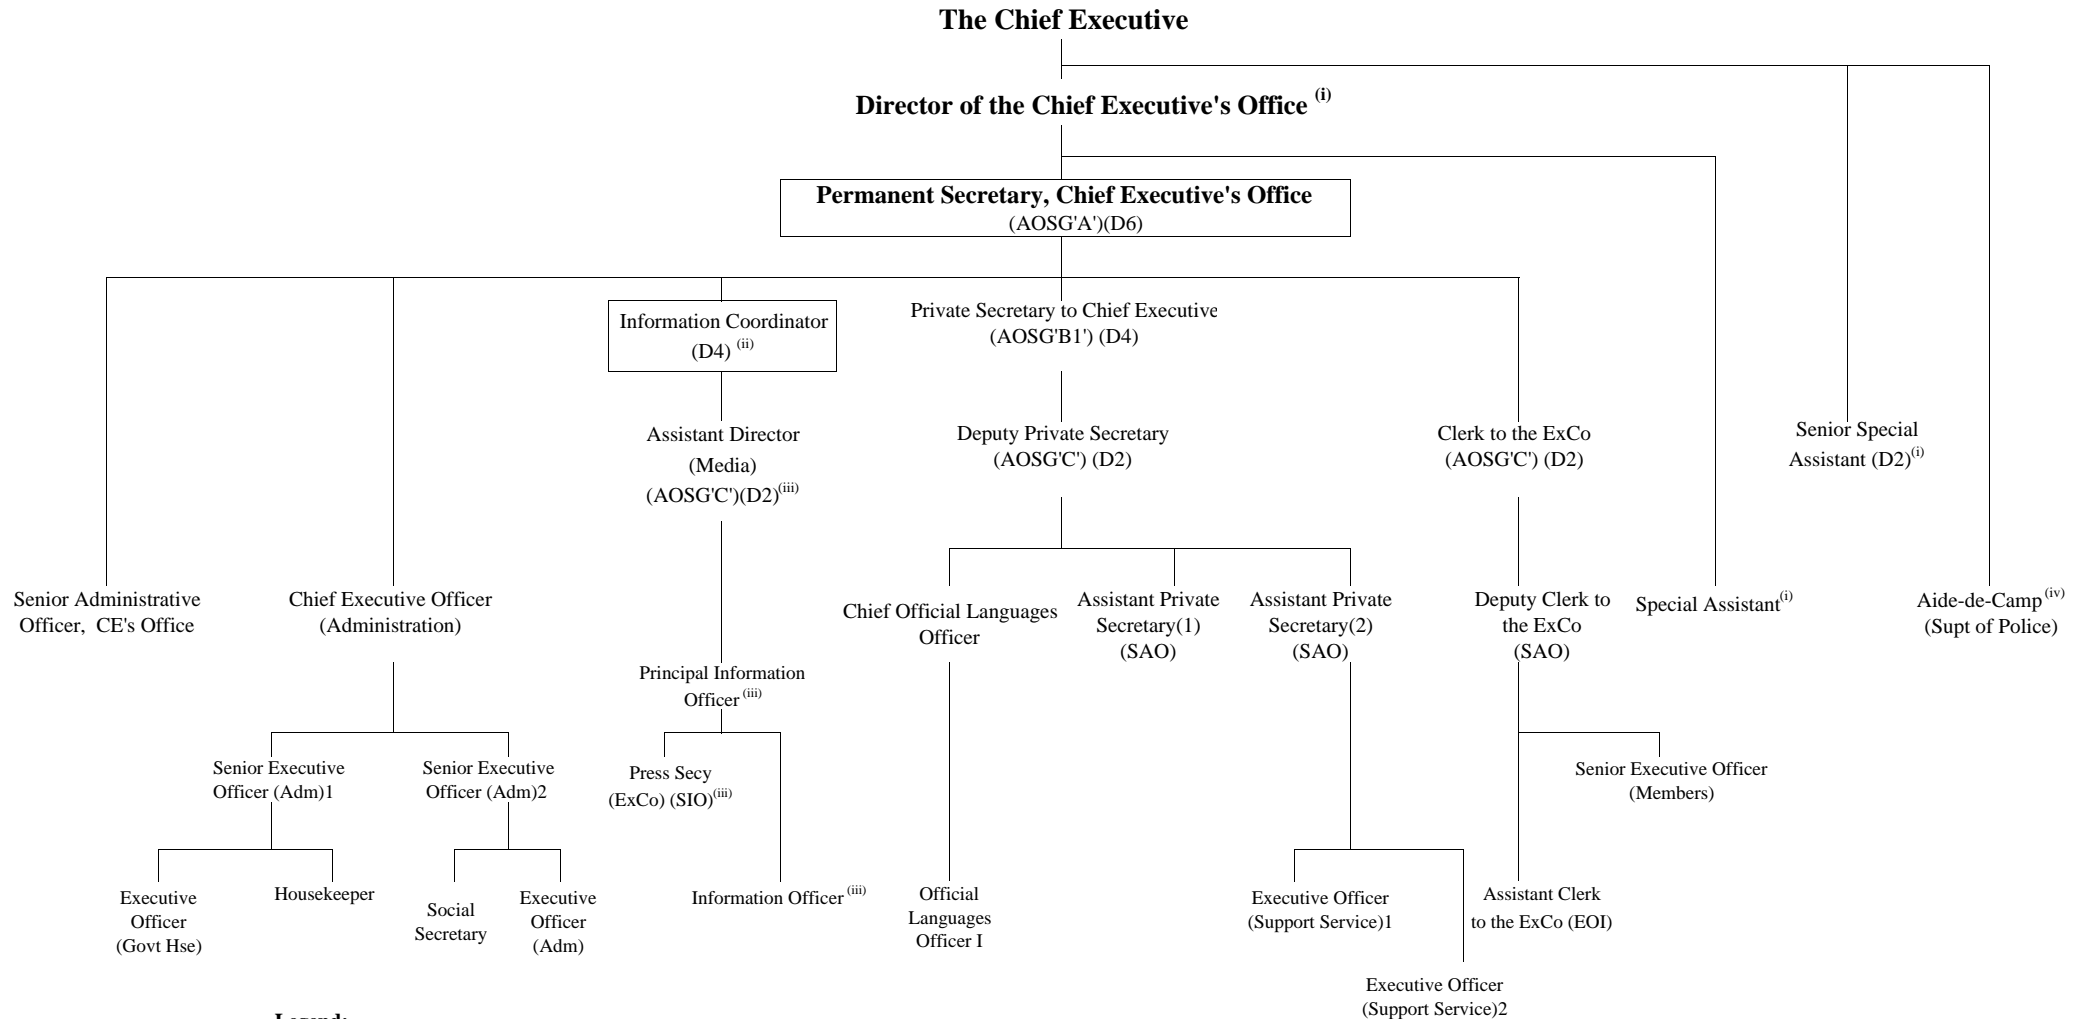 The Chief Executive
Director of the Chief Executive's Office (i)
Permanent Secretary, Chief Executive's Office
(AOSG'A')(D6)
Information Coordinator
(D4) (ii)
Private Secretary to Chief Executive
(AOSG'B1') (D4)
Assistant Director
(Media)
(AOSG'C')(D2)(iii)
Deputy Private Secretary
(AOSG'C') (D2)
Clerk to the ExCo
(AOSG'C') (D2)
Senior Special
Assistant (D2)(i)
Senior Administrative
Officer, CE's Office
Chief Executive Officer
(Administration)
Chief Official Languages
Officer
Assistant Private
Secretary(1)
(SAO)
Assistant Private
Secretary(2)
(SAO)
Deputy Clerk to
the ExCo
(SAO)
Special Assistant(i)
Aide-de-Camp (iv)
(Supt of Police)
Principal Information
Officer (iii)
Senior Executive
Officer (Adm)1
Senior Executive
Officer (Adm)2
Press Secy
(ExCo) (SIO)(iii)
Senior Executive Officer
(Members)
Executive
Officer
(Govt Hse)
Housekeeper
Social
Secretary
Executive
Officer
(Adm)
Information Officer (iii)
Official
Languages
Officer I
Executive Officer
(Support Service)1
Assistant Clerk
to the ExCo (EOI)
Executive Officer
(Support Service)2
Legend: